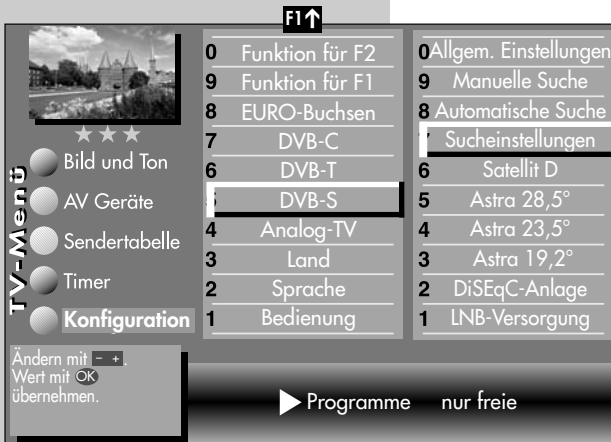 F1↑
TV-Menü
Bild und Ton
AV Geräte
Sendertabelle
Timer
Konfiguration
0 Funktion für F2
9 Funktion für F1
8 EURO-Buchsen
7 DVB-C
6 DVB-T
5 DVB-S
4 Analog-TV
3 Land
2 Sprache
1 Bedienung
0 Allgem. Einstellungen
9 Manuelle Suche
8 Automatische Suche
7 Sucheinstellungen
6 Satellit D
5 Astra 28,5°
4 Astra 23,5°
3 Astra 19,2°
2 DiSEqC-Anlage
1 LNB-Versorgung
Ändern mit - +.
Wert mit OK
übernehmen.
Programme nur freie